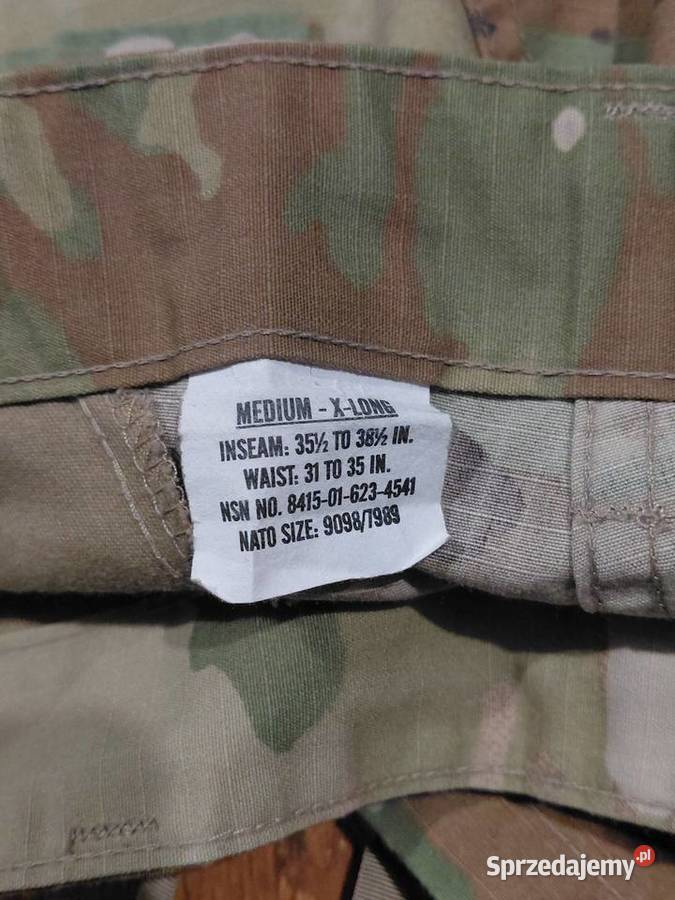 MEDIUM - X-LONG
INSEAM: 35½ TO 38½ IN.
WAIST: 31 TO 35 IN.
NSN NO. 8415-01-623-4541
NATO SIZE: 9098/7989
Sprzedajemy.pl